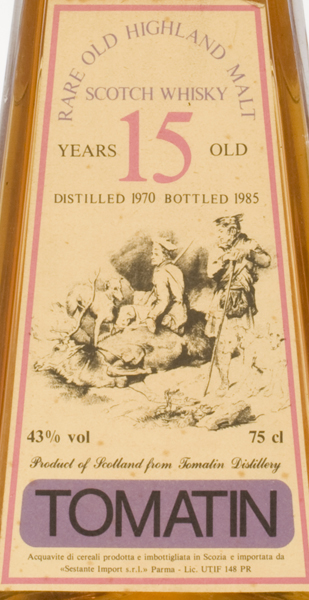 RARE OLD HIGHLAND MALT
SCOTCH WHISKY
YEARS 15 OLD
DISTILLED 1970 BOTTLED 1985
43% vol 75 cl
Product of Scotland from Tomatin Distillery
TOMATIN
Acquavite di cereali prodotta e imbottigliata in Scozia e importata da
«Sestante Import s.r.l.» Parma - Lic. UTIF 148 PR